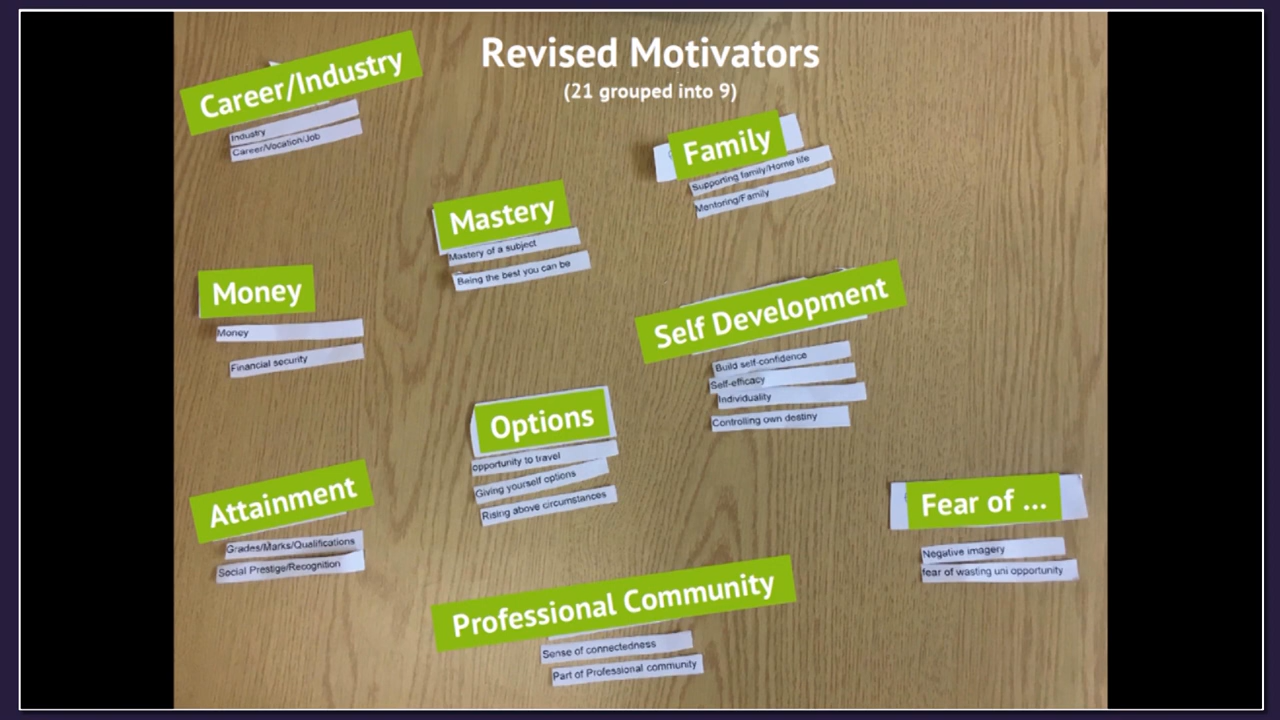 Revised Motivators
(21 grouped into 9)
Career/Industry
Industry
Career/Vocation/Job
Family
Supporting family/Home life
Mentoring/Family
Mastery
Mastery of a subject
Being the best you can be
Money
Money
Financial security
Self Development
Build self-confidence
Self-efficacy
Individuality
Controlling own destiny
Options
opportunity to travel
Giving yourself options
Rising above circumstances
Attainment
Grades/Marks/Qualifications
Social Prestige/Recognition
Fear of ...
Negative imagery
fear of wasting uni opportunity
Professional Community
Sense of connectedness
Part of Professional community